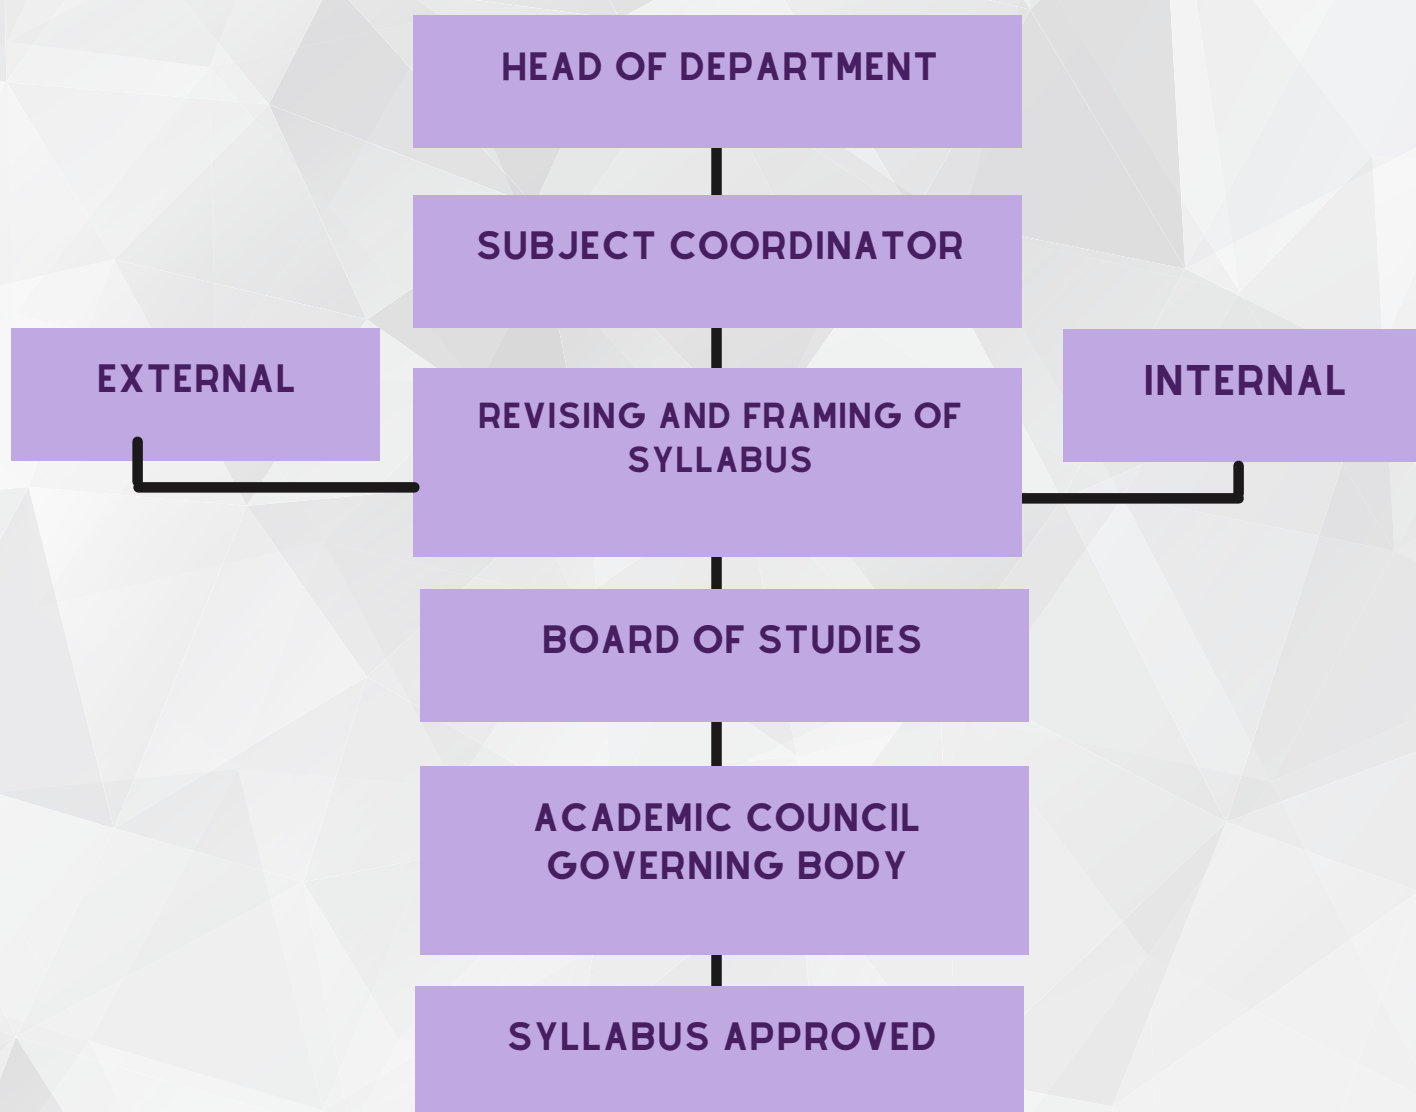 HEAD OF DEPARTMENT
SUBJECT COORDINATOR
EXTERNAL
INTERNAL
REVISING AND FRAMING OF
SYLLABUS
BOARD OF STUDIES
ACADEMIC COUNCIL
GOVERNING BODY
SYLLABUS APPROVED